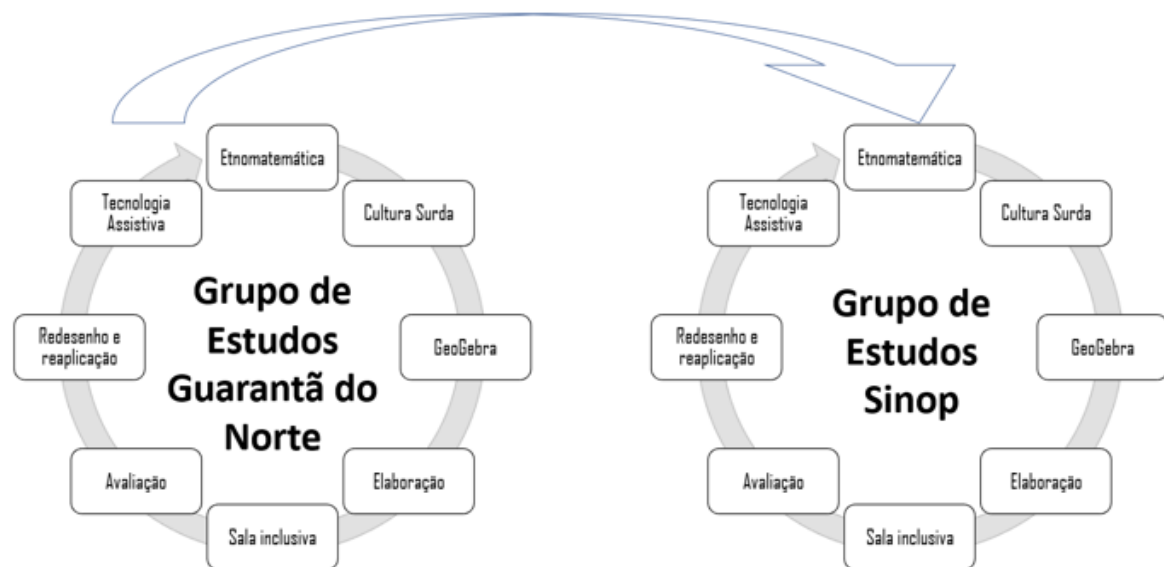 Etnomatemática
Cultura Surda
GeoGebra
Elaboração
Sala inclusiva
Avaliação
Redesenho e
reaplicação
Tecnologia
Assistiva
Grupo de
Estudos
Guarantã do
Norte
Etnomatemática
Cultura Surda
GeoGebra
Elaboração
Sala inclusiva
Avaliação
Redesenho e
reaplicação
Tecnologia
Assistiva
Grupo de
Estudos
Sinop